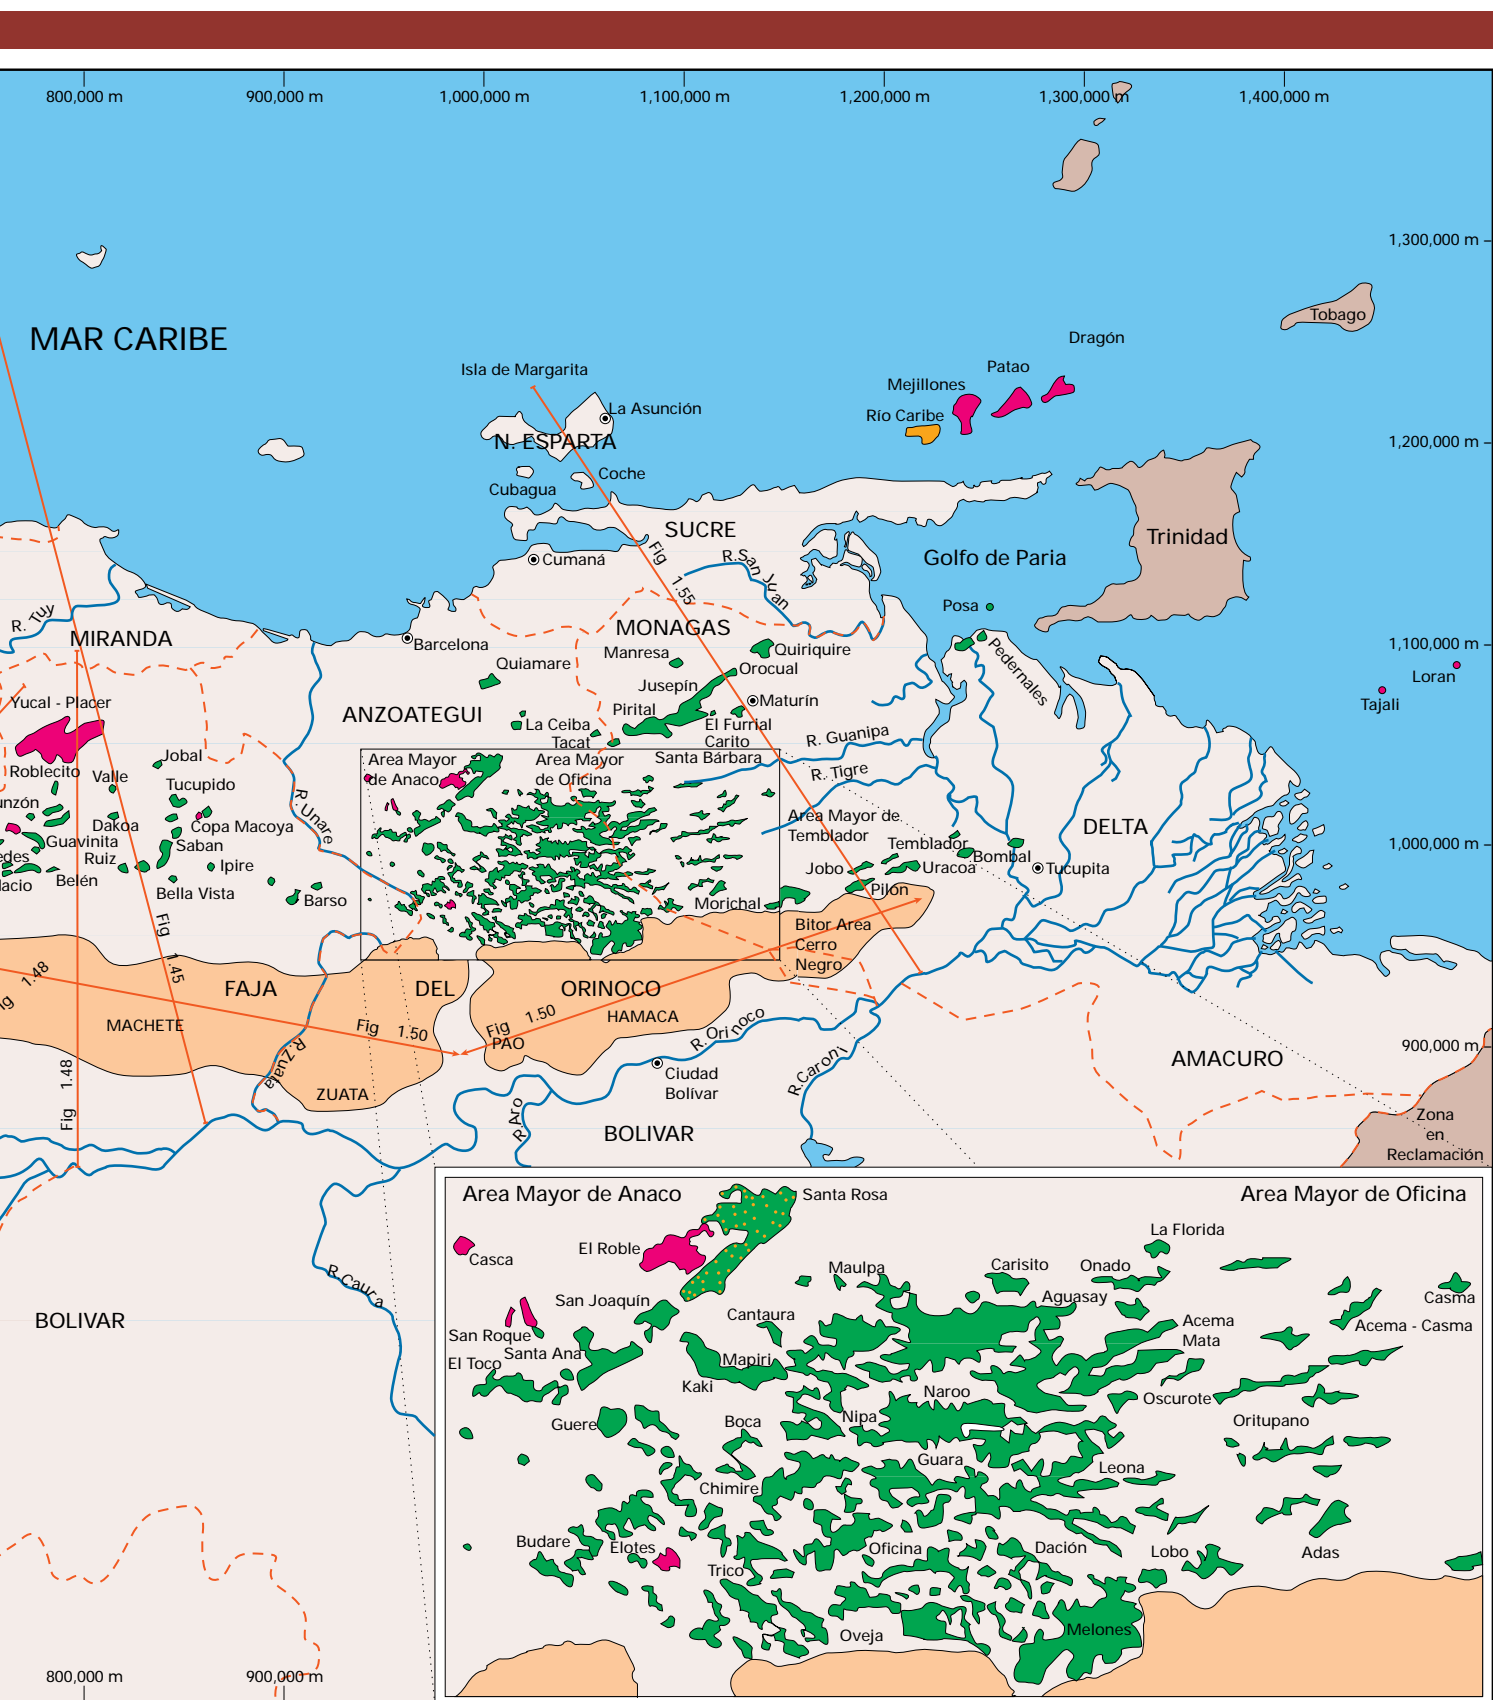 800,000 m
900,000 m
1,000,000 m
1,100,000 m
1,200,000 m
1,300,000 m
1,400,000 m
1,300,000 m
Tobago
MAR CARIBE
Dragón
Patao
Isla de Margarita
Mejillones
La Asunción
Río Caribe
N. ESPARTA
1,200,000 m
Coche
Cubagua
SUCRE
Trinidad
Fig 1.55
R.San Juan
Golfo de Paria
Cumaná
Posa
R. Tuy
MIRANDA
MONAGAS
Barcelona
Manresa
Quiriquire
Pedernales
1,100,000 m
Quiamare
Orocual
Loran
Jusepín
Tajali
Yucal - Placer
Maturín
Pirital
ANZOATEGUI
La Ceiba
El Furrial
Tacat
Carito
R. Guanipa
Jobal
Area Mayor
de Anaco
Area Mayor
de Oficina
Santa Bárbara
Roblecito
Valle
R. Tigre
Tucupido
unzón
R. Unare
Area Mayor de
Temblador
Dakoa
Copa Macoya
DELTA
Guavinita
Saban
Temblador
1,000,000 m
edes
Ruiz
Ipire
Bombal
Jobo
Uracoa
Tucupita
lacio
Belén
Bella Vista
Barso
Pilón
Morichal
Fig 1.45
Bitor Area
Cerro
Negro
ig 1.48
FAJA
DEL
ORINOCO
MACHETE
Fig 1.50
Fig 1.50
HAMACA
PAO
R. Orinoco
900,000 m
AMACURO
R.Zuata
Fig 1.48
R.Caroni
Ciudad
Bolívar
ZUATA
R.Aro
BOLIVAR
Zona
en
Reclamación
Area Mayor de Anaco
Santa Rosa
Area Mayor de Oficina
La Florida
El Roble
Casca
Maulpa
Carisito
Onado
R.Caura
San Joaquín
Aguasay
Casma
Cantaura
BOLIVAR
Acema
Mata
Acema - Casma
San Roque
Santa Ana
El Toco
Mapiri
Kaki
Naroo
Oscurote
Guere
Boca
Nipa
Oritupano
Guara
Leona
Chimire
Budare
Elotes
Oficina
Dación
Lobo
Adas
Trico
Oveja
Melones
800,000 m
900,000 m